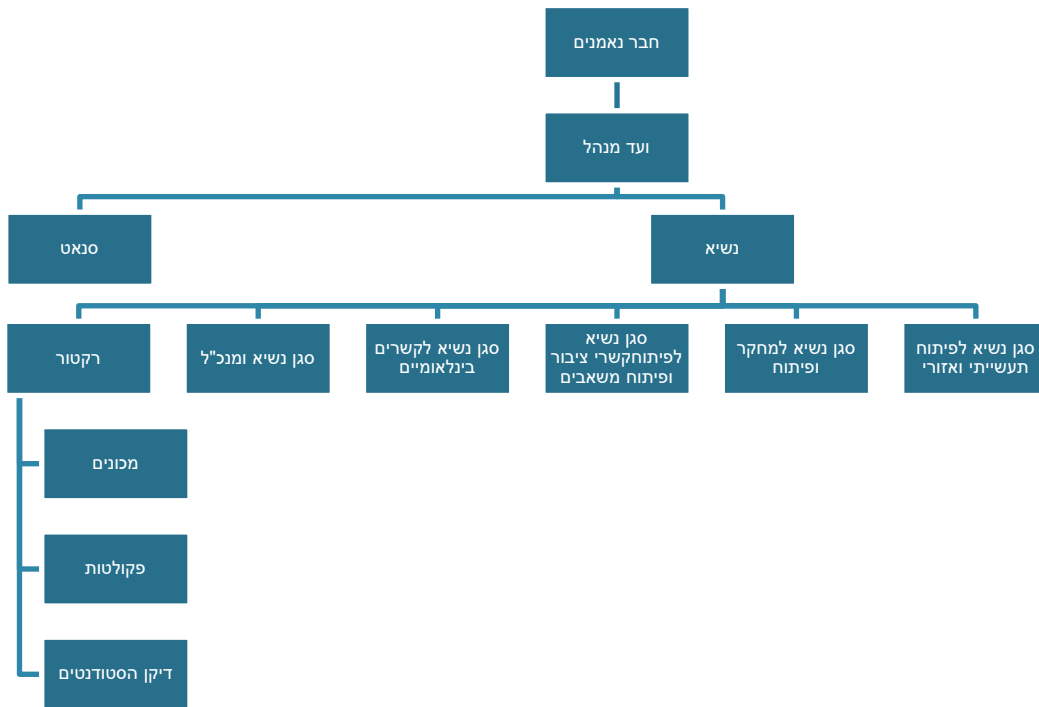 חבר נאמנים
ועד מנהל
נשיא
סנאט
סגן נשיא לפיתוח
תעשייתי ואזורי
סגן נשיא למחקר
ופיתוח
סגן נשיא
לפיתוחקשרי ציבור
ופיתוח משאבים
סגן נשיא לקשרים
בינלאומיים
סגן נשיא ומנכ"ל
רקטור
מכונים
פקולטות
דיקן הסטודנטים